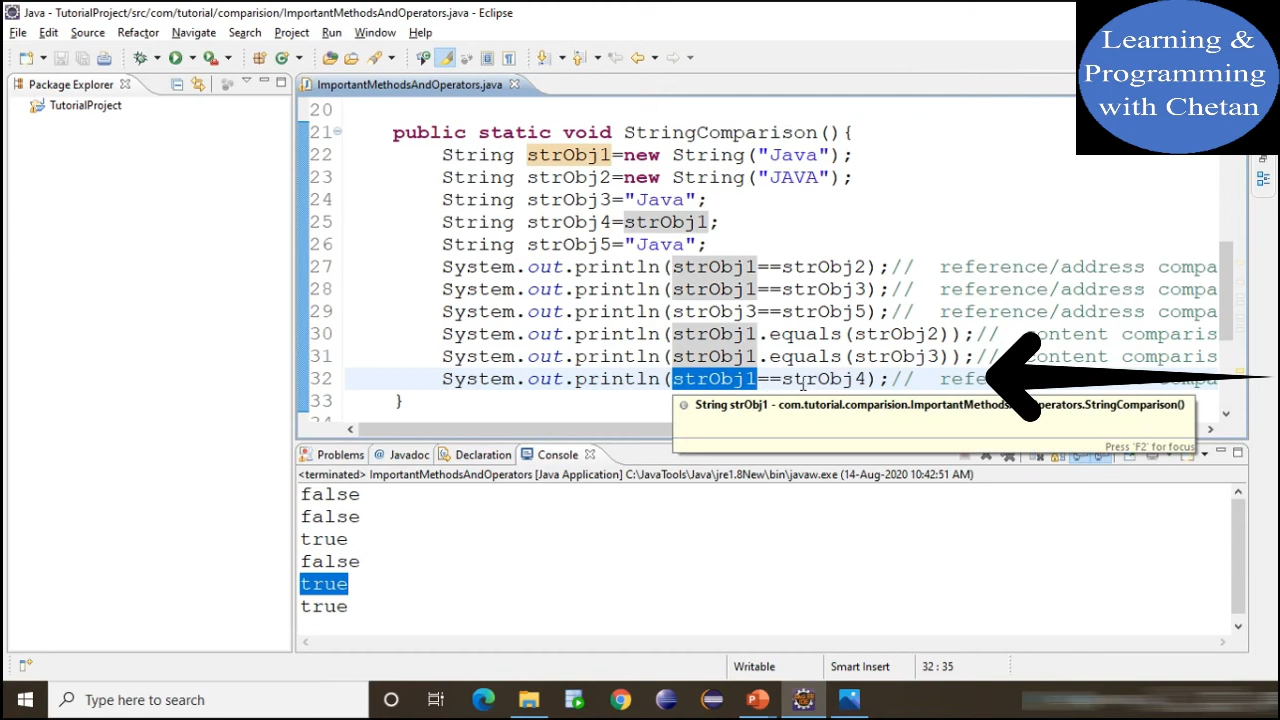 Java - TutorialProject/src/com/tutorial/comparision/ImportantMethodsAndOperators.java - Eclipse
File Edit Source Refactor Navigate Search Project Run Window Help
Learning &
Programming
with Chetan
Package Explorer
TutorialProject
ImportantMethodsAndOperators.java
20
21 public static void StringComparison(){
22 String strObj1=new String("Java");
23 String strObj2=new String("JAVA");
24 String strObj3="Java";
25 String strObj4=strObj1;
26 String strObj5="Java";
27 System.out.println(strObj1==strObj2);// reference/address compa
28 System.out.println(strObj1==strObj3);// reference/address compa
29 System.out.println(strObj3==strObj5);// reference/address compa
30 System.out.println(strObj1.equals(strObj2));// content comparis
31 System.out.println(strObj1.equals(strObj3));// content comparis
32 System.out.println(strObj1==strObj4);//
33 }
String strObj1 - com.tutorial.comparision.ImportantMethods
Operators.StringComparison()
Press 'F2' for focus
Problems Javadoc Declaration Console
<terminated> ImportantMethodsAndOperators [Java Application] C:\JavaTools\Java\jre1.8New\bin\javaw.exe (14-Aug-2020 10:42:51 AM)
false
false
true
false
true
true
Writable Smart Insert 32 : 35
Type here to search